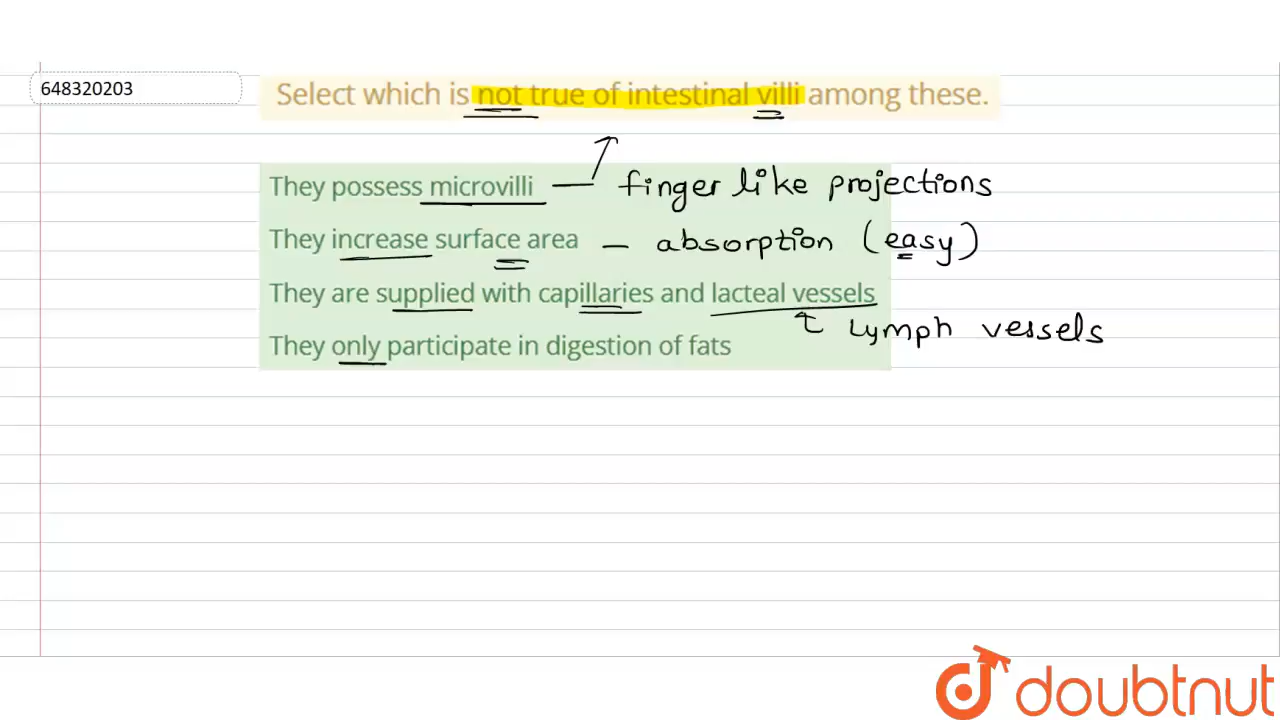 648320203
Select which is not true of intestinal villi among these.
They possess microvilli — finger like projections
They increase surface area — absorption (easy)
They are supplied with capillaries and lacteal vessels
Lymph vessels
They only participate in digestion of fats
doubtnut